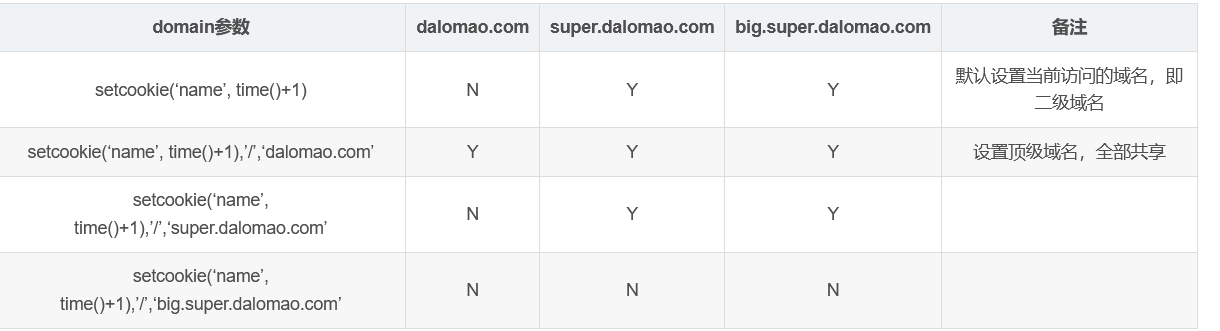 domain参数 dalomao.com super.dalomao.com big.super.dalomao.com 备注
setcookie(‘name’, time()+1) N Y Y 默认设置当前访问的域名，即
二级域名
setcookie(‘name’, time()+1),’/’,‘dalomao.com’ Y Y Y 设置顶级域名，全部共享
setcookie(‘name’,
time()+1),’/’,‘super.dalomao.com’ N Y Y
setcookie(‘name’,
time()+1),’/’,‘big.super.dalomao.com’ N N N